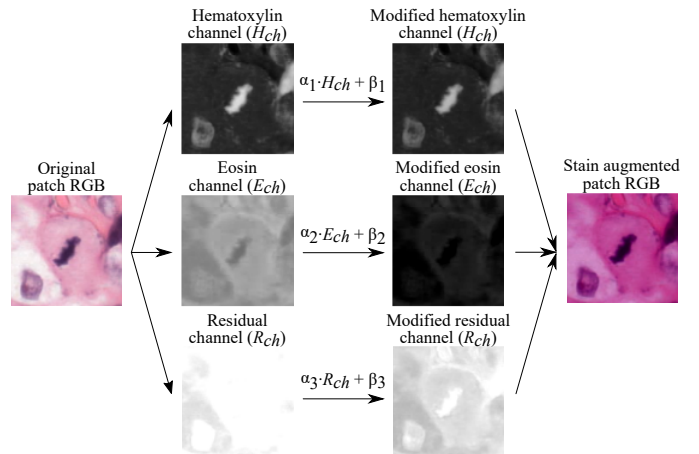 Hematoxylin
channel (Hch)
Modified hematoxylin
channel (Hch)
α1·Hch + β1
Original
patch RGB
Eosin
channel (Ech)
Modified eosin
channel (Ech)
Stain augmented
patch RGB
α2·Ech + β2
Residual
channel (Rch)
Modified residual
channel (Rch)
α3·Rch + β3